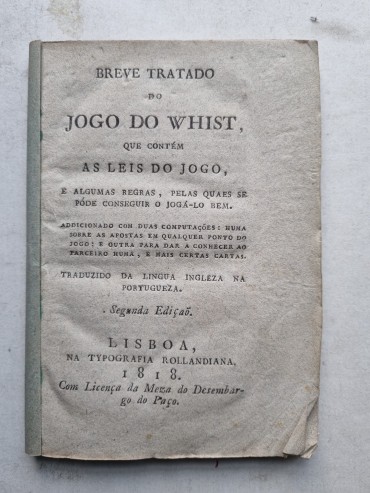 BREVE TRATADO
DO
JOGO DO WHIST,
QUE CONTÉM
AS LEIS DO JOGO,
E ALGUMAS REGRAS, PELAS QUAES SE
PÓDE CONSEGUIR O JOGÁ-LO BEM.
ADDICIONADO COM DUAS COMPUTAÇÕES: HUMA
SOBRE AS APOSTAS EM QUALQUER PONTO DO
JOGO: E OUTRA PARA DAR A CONHECER AO
PARCEIRO HUMA, E MAIS CERTAS CARTAS.
TRADUZIDO DA LINGUA INGLEZA NA
PORTUGUEZA.
Segunda Ediçaõ.
LISBOA,
NA TYPOGRAFIA ROLLANDIANA,
1818.
Com Licença da Meza do Desembar-
go do Paço.